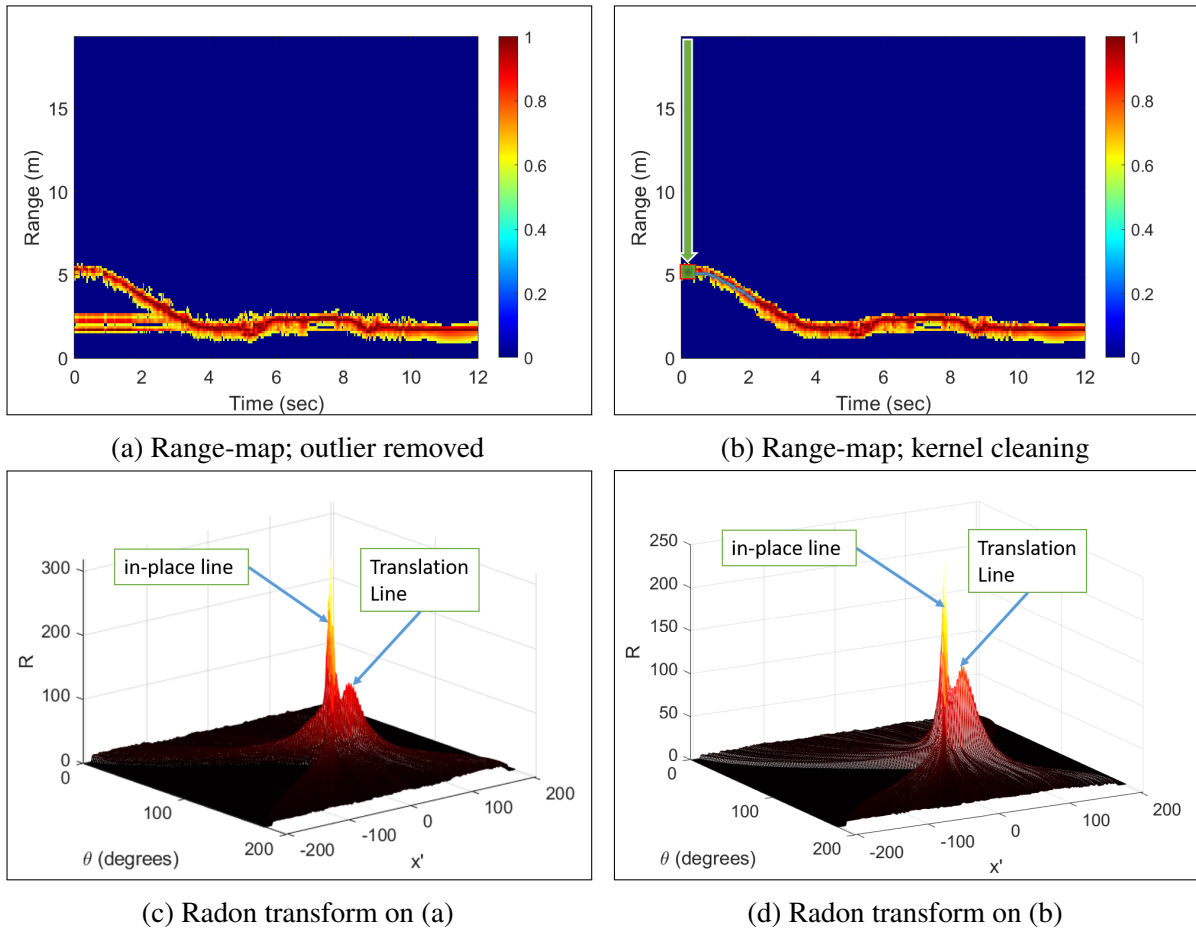 15
10
5
0
Range (m)
0 2 4 6 8 10 12
Time (sec)
1
0.8
0.6
0.4
0.2
0
(a) Range-map; outlier removed
15
10
5
0
Range (m)
0 2 4 6 8 10 12
Time (sec)
1
0.8
0.6
0.4
0.2
0
(b) Range-map; kernel cleaning
in-place line
Translation
Line
300
200
100
0
R
0
100
200
θ (degrees)
-200
-100
0
100
200
x'
(c) Radon transform on (a)
in-place line
Translation
Line
250
200
150
100
50
0
R
0
100
200
θ (degrees)
-200
-100
0
100
200
x'
(d) Radon transform on (b)